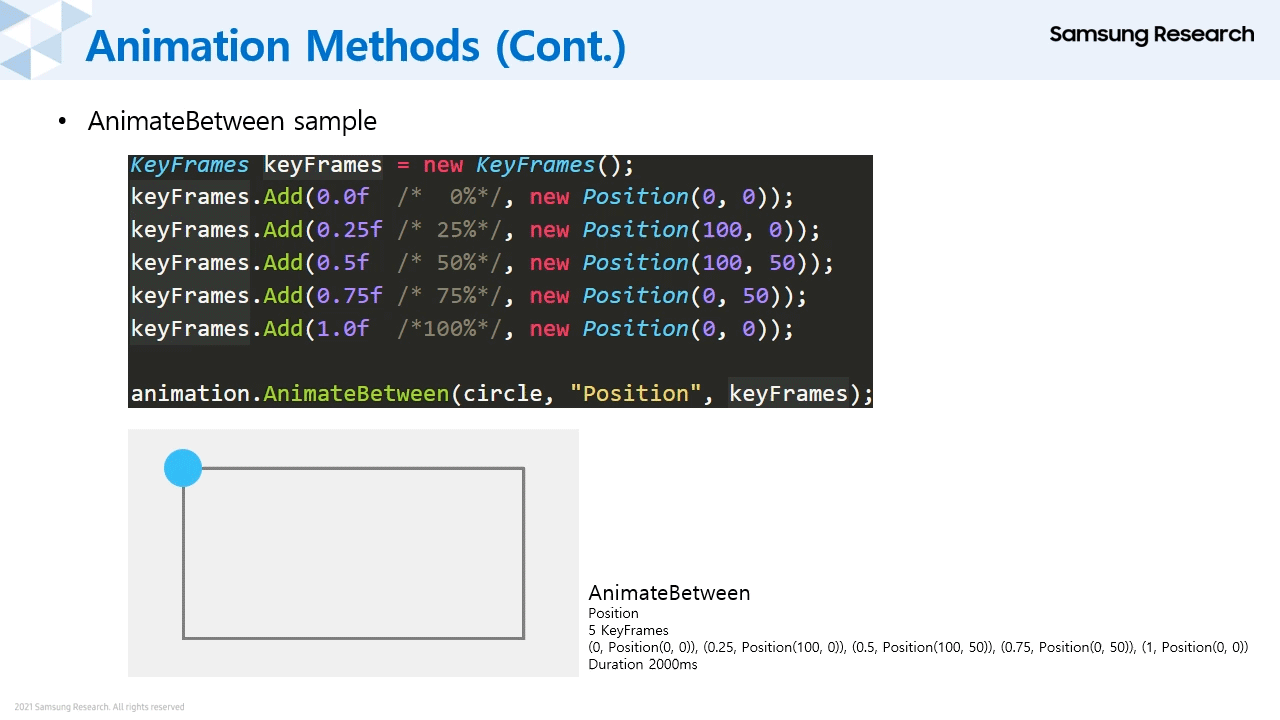 Animation Methods (Cont.)
Samsung Research
• AnimateBetween sample
KeyFrames keyFrames = new KeyFrames();
keyFrames.Add(0.0f  /*  0%*/, new Position(0, 0));
keyFrames.Add(0.25f /* 25%*/, new Position(100, 0));
keyFrames.Add(0.5f  /* 50%*/, new Position(100, 50));
keyFrames.Add(0.75f /* 75%*/, new Position(0, 50));
keyFrames.Add(1.0f  /*100%*/, new Position(0, 0));
animation.AnimateBetween(circle, "Position", keyFrames);
AnimateBetween
Position
5 KeyFrames
(0, Position(0, 0)), (0.25, Position(100, 0)), (0.5, Position(100, 50)), (0.75, Position(0, 50)), (1, Position(0, 0))
Duration 2000ms
2021 Samsung Research. All rights reserved